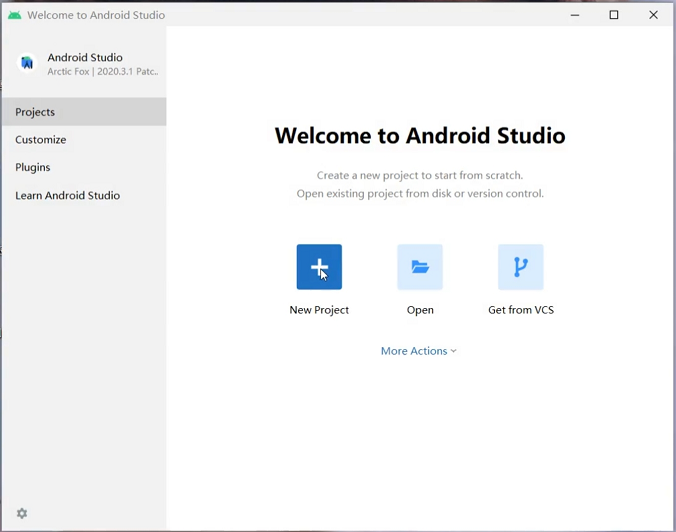 Welcome to Android Studio
Android Studio
Arctic Fox | 2020.3.1 Patc..
Projects
Customize
Plugins
Learn Android Studio
Welcome to Android Studio
Create a new project to start from scratch.
Open existing project from disk or version control.
New Project
Open
Get from VCS
More Actions